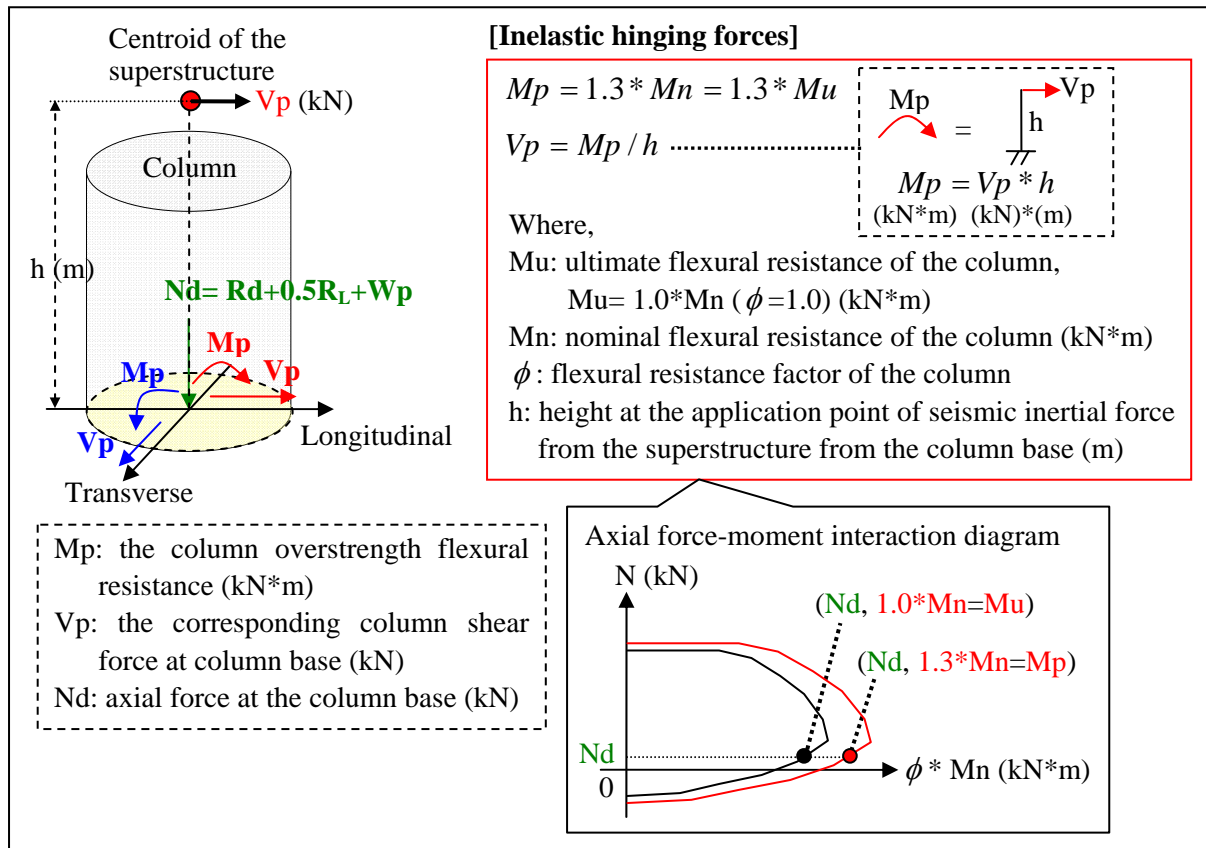 Centroid of the
superstructure
Vp (kN)
Column
h (m)
Nd= Rd+0.5R_L+Wp
Mp
Mp
Vp
Vp
Longitudinal
Transverse
Mp: the column overstrength flexural
resistance (kN*m)
Vp: the corresponding column shear
force at column base (kN)
Nd: axial force at the column base (kN)
[Inelastic hinging forces]
Mp = 1.3* Mn = 1.3* Mu
Vp = Mp / h
Mp
=
Vp
h
Mp = Vp * h
(kN*m) (kN)*(m)
Where,
Mu: ultimate flexural resistance of the column,
Mu= 1.0*Mn (ϕ=1.0) (kN*m)
Mn: nominal flexural resistance of the column (kN*m)
ϕ: flexural resistance factor of the column
h: height at the application point of seismic inertial force
from the superstructure from the column base (m)
Axial force-moment interaction diagram
N (kN)
(Nd, 1.0*Mn=Mu)
(Nd, 1.3*Mn=Mp)
Nd
0
ϕ* Mn (kN*m)